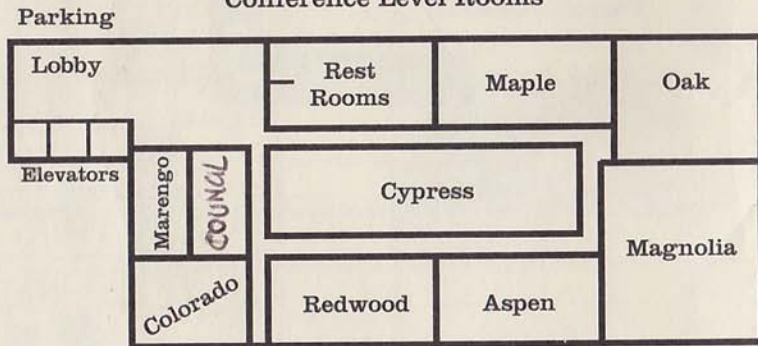 Conference Level Rooms
Parking
Lobby
Rest
Rooms
Maple
Oak
Elevators
Marengo
COUNCIL
Cypress
Magnolia
Colorado
Redwood
Aspen